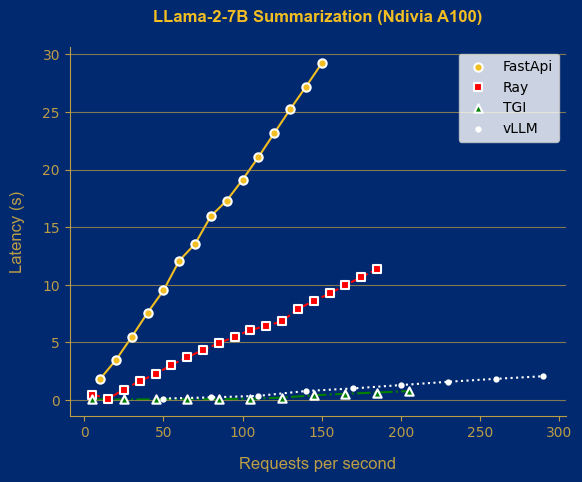 LLama-2-7B Summarization (Ndivia A100)
30
25
20
15
10
5
0
Latency (s)
FastApi
Ray
TGI
vLLM
0 50 100 150 200 250 300
Requests per second